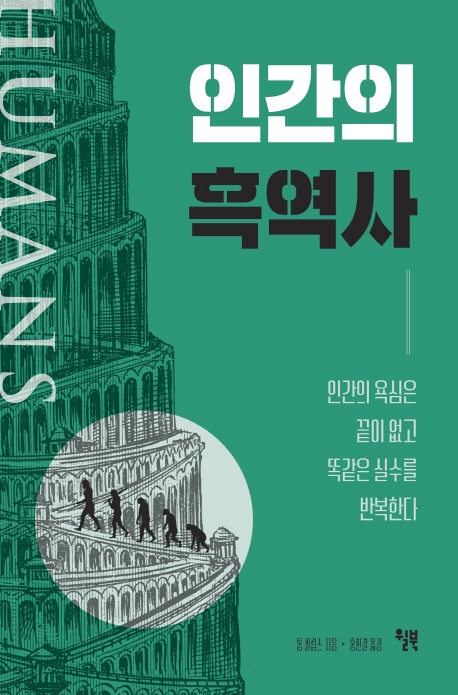 HUMANS
인간의
흑역사
인간의 욕심은
끝이 없고
똑같은 실수를
반복한다
톰 필립스 지음 • 홍한결 옮김
윌북